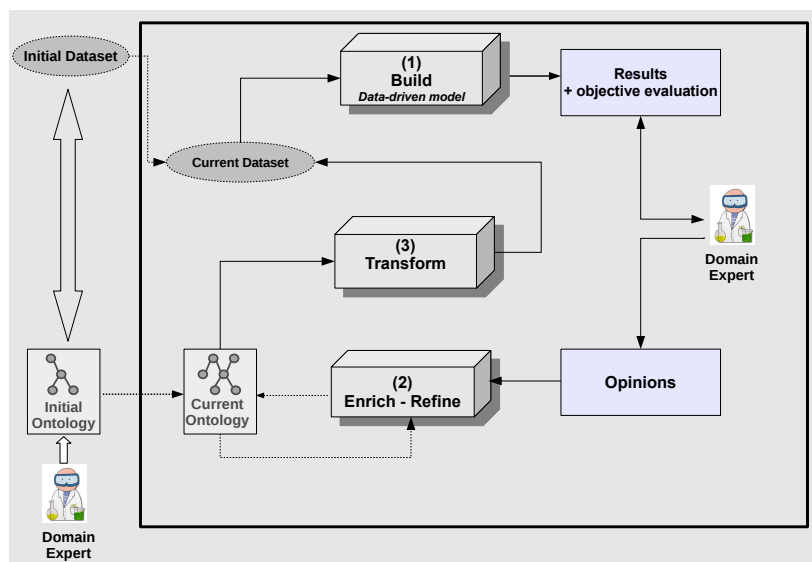 Initial Dataset
(1)
Build
Data-driven model
Results
+ objective evaluation
Current Dataset
(3)
Transform
Domain
Expert
Initial
Ontology
Current
Ontology
(2)
Enrich - Refine
Opinions
Domain
Expert